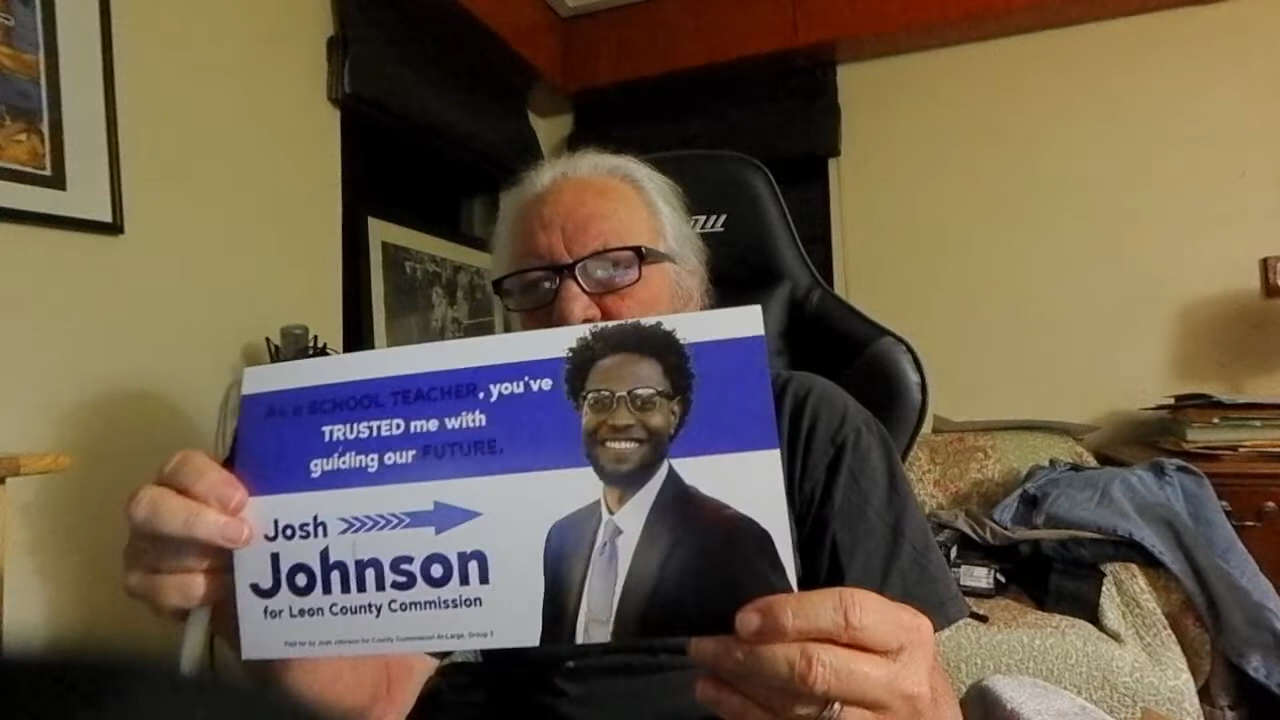 As a SCHOOL TEACHER, you've
TRUSTED me with
guiding our FUTURE.
Josh
Johnson
for Leon County Commission
Paid for by Josh Johnson for County Commission At-Large, Group 1